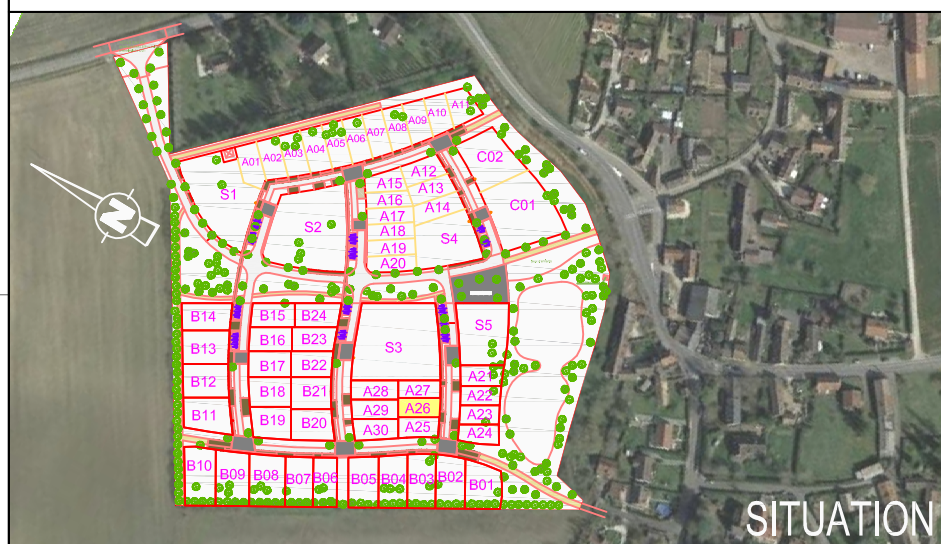 A11
A10
A09
A08
A07
A06
A05
A04
A03
A02
A01
C02
A12
A15
A13
S1
A16
C01
A14
A17
S2
A18
S4
A19
A20
N
B14
B15
B24
S5
B16
B23
B13
S3
B17
B22
A21
B12
B18
B21
A28
A27
A22
B11
A29
A26
A23
B19
B20
A30
A25
A24
B10
B09
B08
B07
B06
B05
B04
B03
B02
B01
SITUATION